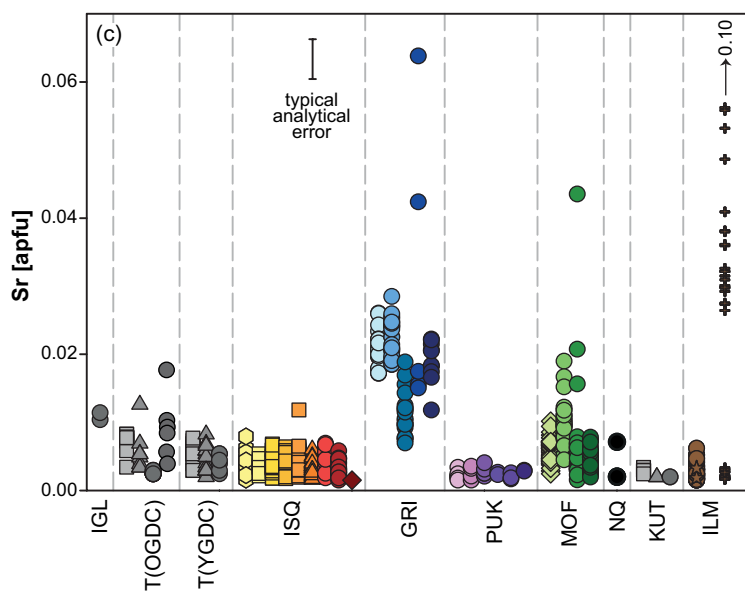 (c)
0.10
0.06
typical
analytical
error
0.04
Sr [apfu]
0.02
0.00
IGL
T(OGDC)
T(YGDC)
ISQ
GRI
PUK
MOF
NQ
KUT
ILM